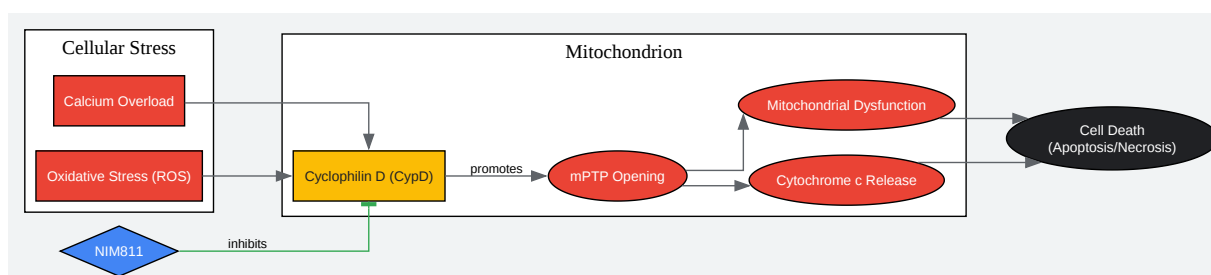 Cellular Stress
Calcium Overload
Oxidative Stress (ROS)
NIM811
inhibits
Mitochondrion
Cyclophilin D (CypD)
promotes
mPTP Opening
Mitochondrial Dysfunction
Cytochrome c Release
Cell Death
(Apoptosis/Necrosis)